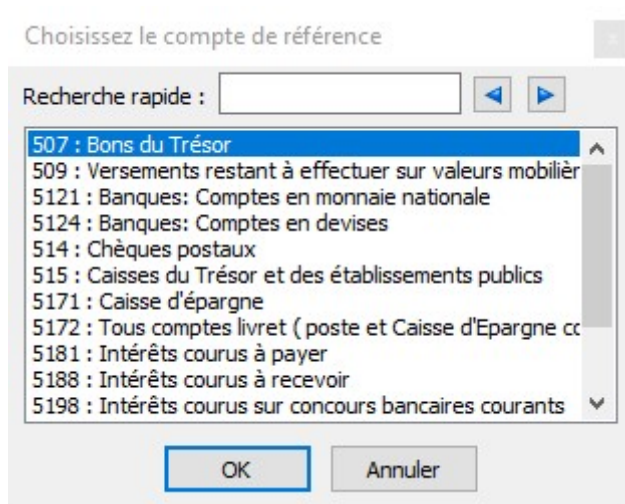 Choisissez le compte de référence
Recherche rapide :
507 : Bons du Trésor
509 : Versements restant à effectuer sur valeurs mobilièr
5121 : Banques: Comptes en monnaie nationale
5124 : Banques: Comptes en devises
514 : Chèques postaux
515 : Caisses du Trésor et des établissements publics
5171 : Caisse d'épargne
5172 : Tous comptes livret ( poste et Caisse d'Epargne cc
5181 : Intérêts courus à payer
5188 : Intérêts courus à recevoir
5198 : Intérêts courus sur concours bancaires courants
OK Annuler